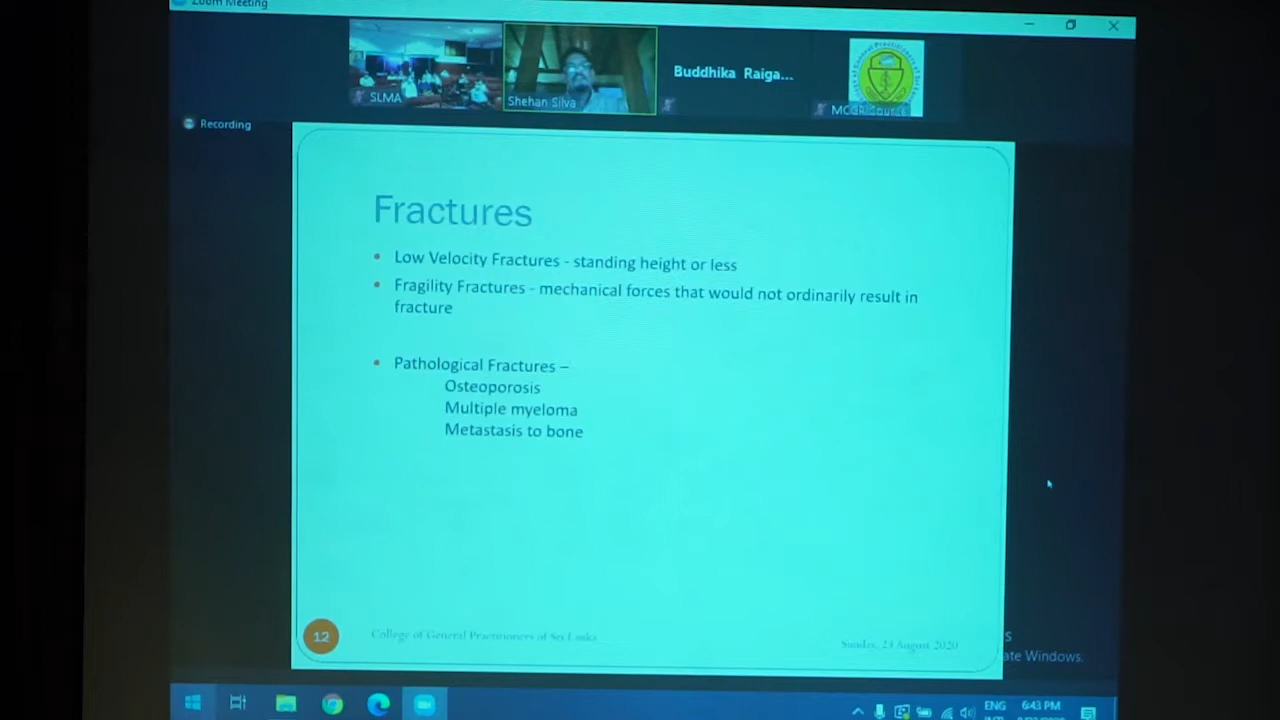 Zoom Meeting
SLMA
Shehan Silva
Buddhika Raiga...
Recording
Fractures
• Low Velocity Fractures - standing height or less
• Fragility Fractures - mechanical forces that would not ordinarily result in
fracture
• Pathological Fractures –
Osteoporosis
Multiple myeloma
Metastasis to bone
12
College of General Practitioners of Sri Lanka
Sunday, 23 August 2020
ate Windows.
ENG
6:43 PM